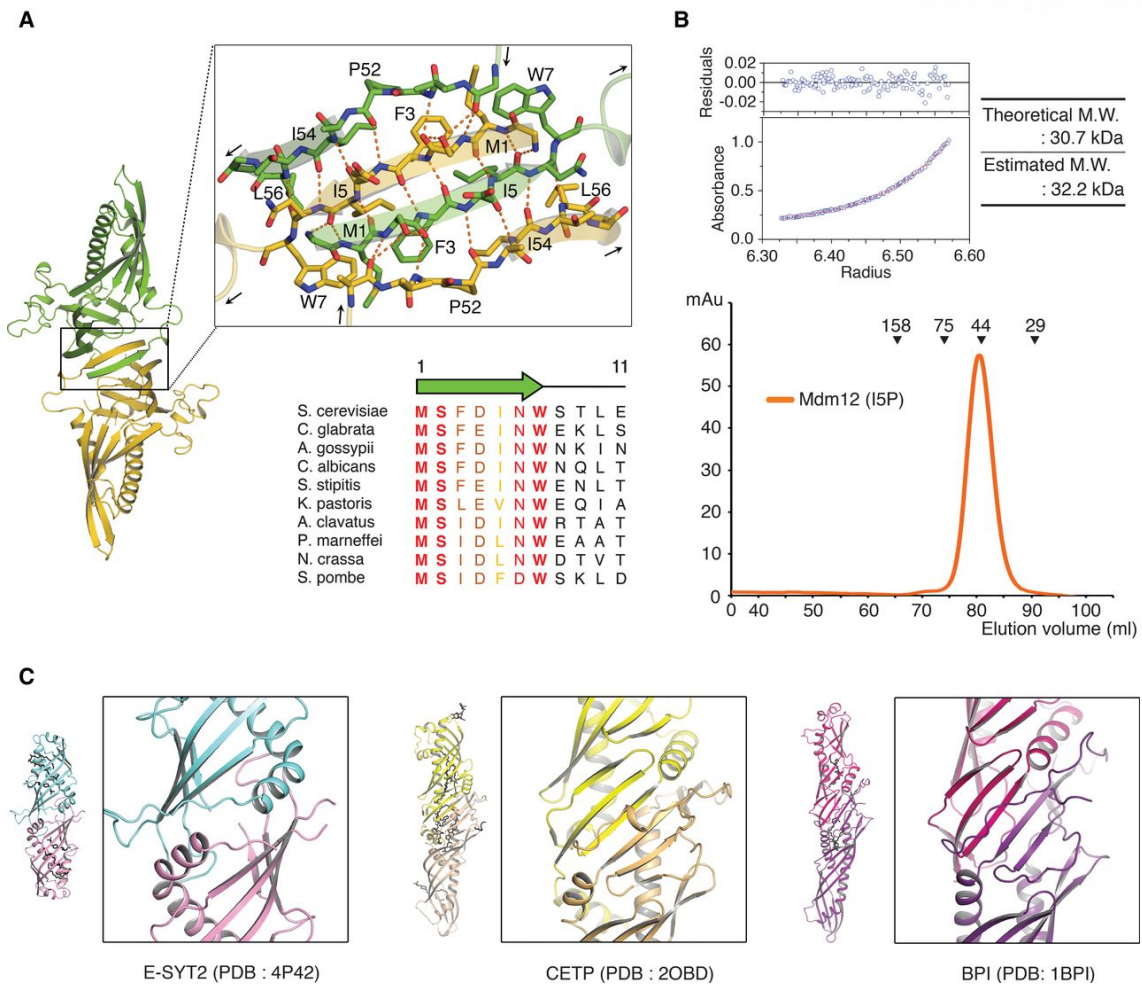 A
P52
W7
F3
I54
M1
L56
I5
I5
L56
M1
F3
I54
W7
P52
1 11
S. cerevisiae M S F D I N W S T L E
C. glabrata M S F E I N W E K L S
A. gossypii M S F D I N W N K I N
C. albicans M S F D I N W N Q L T
S. stipitis M S F E I N W E N L T
K. pastoris M S L E V N W E Q I A
A. clavatus M S I D I N W R T A T
P. marneffei M S I D L N W E A A T
N. crassa M S I D L N W D T V T
S. pombe M S I D F D W S K L D
B
Residuals
0.02
0.00
-0.02
Absorbance
1.0
0.5
0.0
6.30 6.40 6.50 6.60
Radius
Theoretical M.W.
: 30.7 kDa
Estimated M.W.
: 32.2 kDa
mAu
158 75 44 29
60
50
40
30
20
10
0
Mdm12 (I5P)
0 40 50 60 70 80 90 100
Elution volume (ml)
C
E-SYT2 (PDB : 4P42)
CETP (PDB : 2OBD)
BPI (PDB: 1BPI)